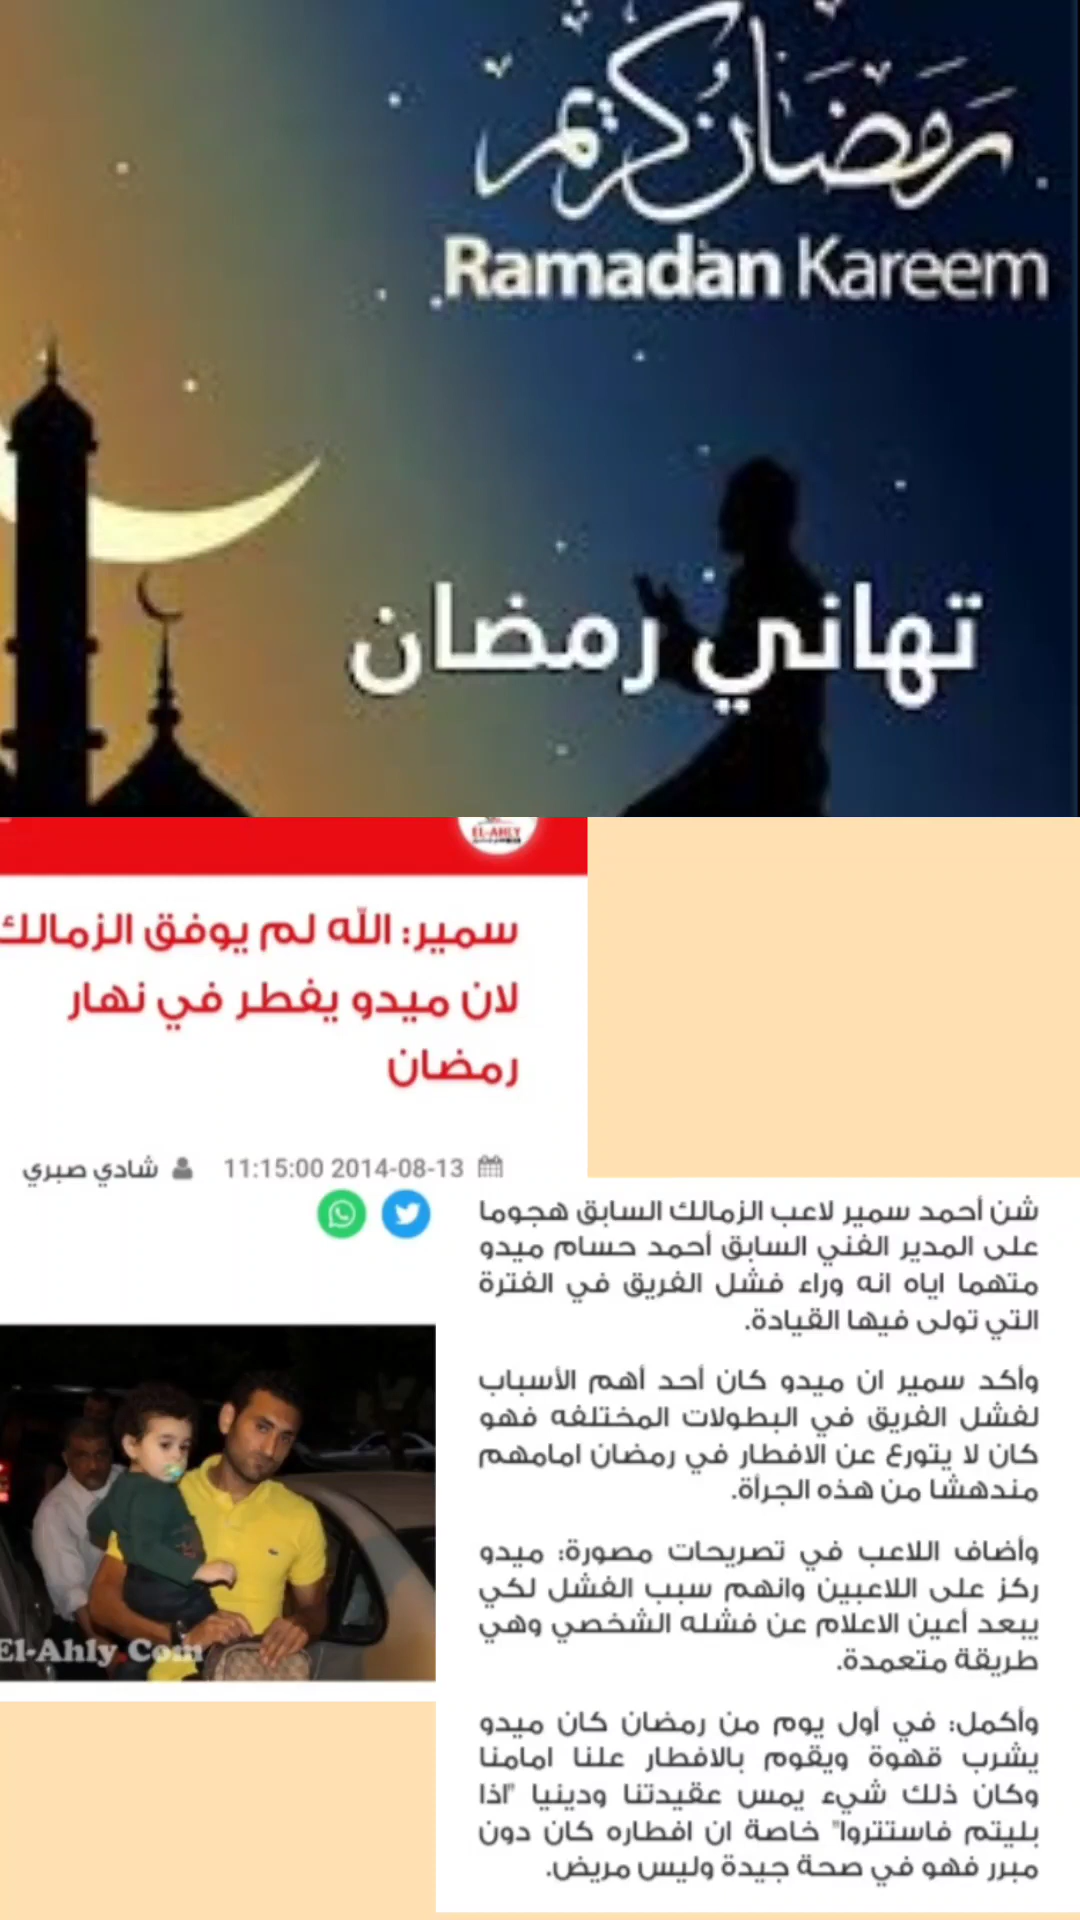 رمضان كريم
Ramadan Kareem
تهاني رمضان
EL-AHLY
سمير: اللّه لم يوفق الزمالك
لان ميدو يفطر في نهار
رمضان
2014-08-13 11:15:00 شادي صبري
شن أحمد سمير لاعب الزمالك السابق هجوما
على المدير الفني السابق أحمد حسام ميدو
متهما اياه انه وراء فشل الفريق في الفترة
التي تولى فيها القيادة.
وأكد سمير ان ميدو كان أحد أهم الأسباب
لفشل الفريق في البطولات المختلفه فهو
كان لا يتورع عن الافطار في رمضان امامهم
مندهشا من هذه الجرأة.
وأضاف اللاعب في تصريحات مصورة: ميدو
ركز على اللاعبين وانهم سبب الفشل لكي
يبعد أعين الاعلام عن فشله الشخصي وهي
طريقة متعمدة.
وأكمل: في أول يوم من رمضان كان ميدو
يشرب قهوة ويقوم بالافطار علنا امامنا
وكان ذلك شيء يمس عقيدتنا ودينيا "اذا
بليتم فاستتروا" خاصة ان افطاره كان دون
مبرر فهو في صحة جيدة وليس مريض.
El-Ahly.Com